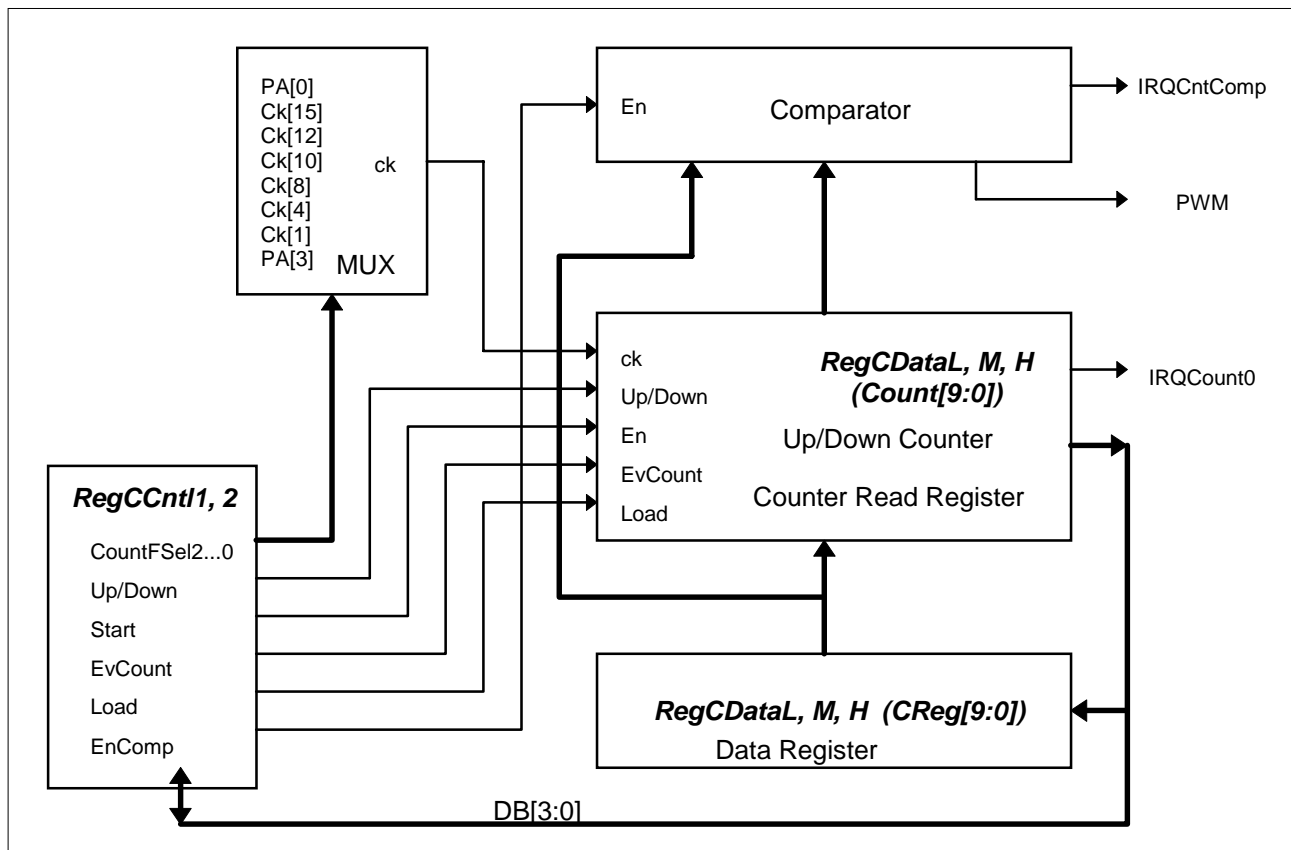 PA[0]
Ck[15]
Ck[12]
Ck[10]
Ck[8]
Ck[4]
Ck[1]
PA[3]
ck
MUX
En
Comparator
IRQCntComp
PWM
ck
Up/Down
En
EvCount
Load
RegCDataL, M, H
(Count[9:0])
Up/Down Counter
Counter Read Register
IRQCount0
RegCCntl1, 2
CountFSel2...0
Up/Down
Start
EvCount
Load
EnComp
RegCDataL, M, H (CReg[9:0])
Data Register
DB[3:0]